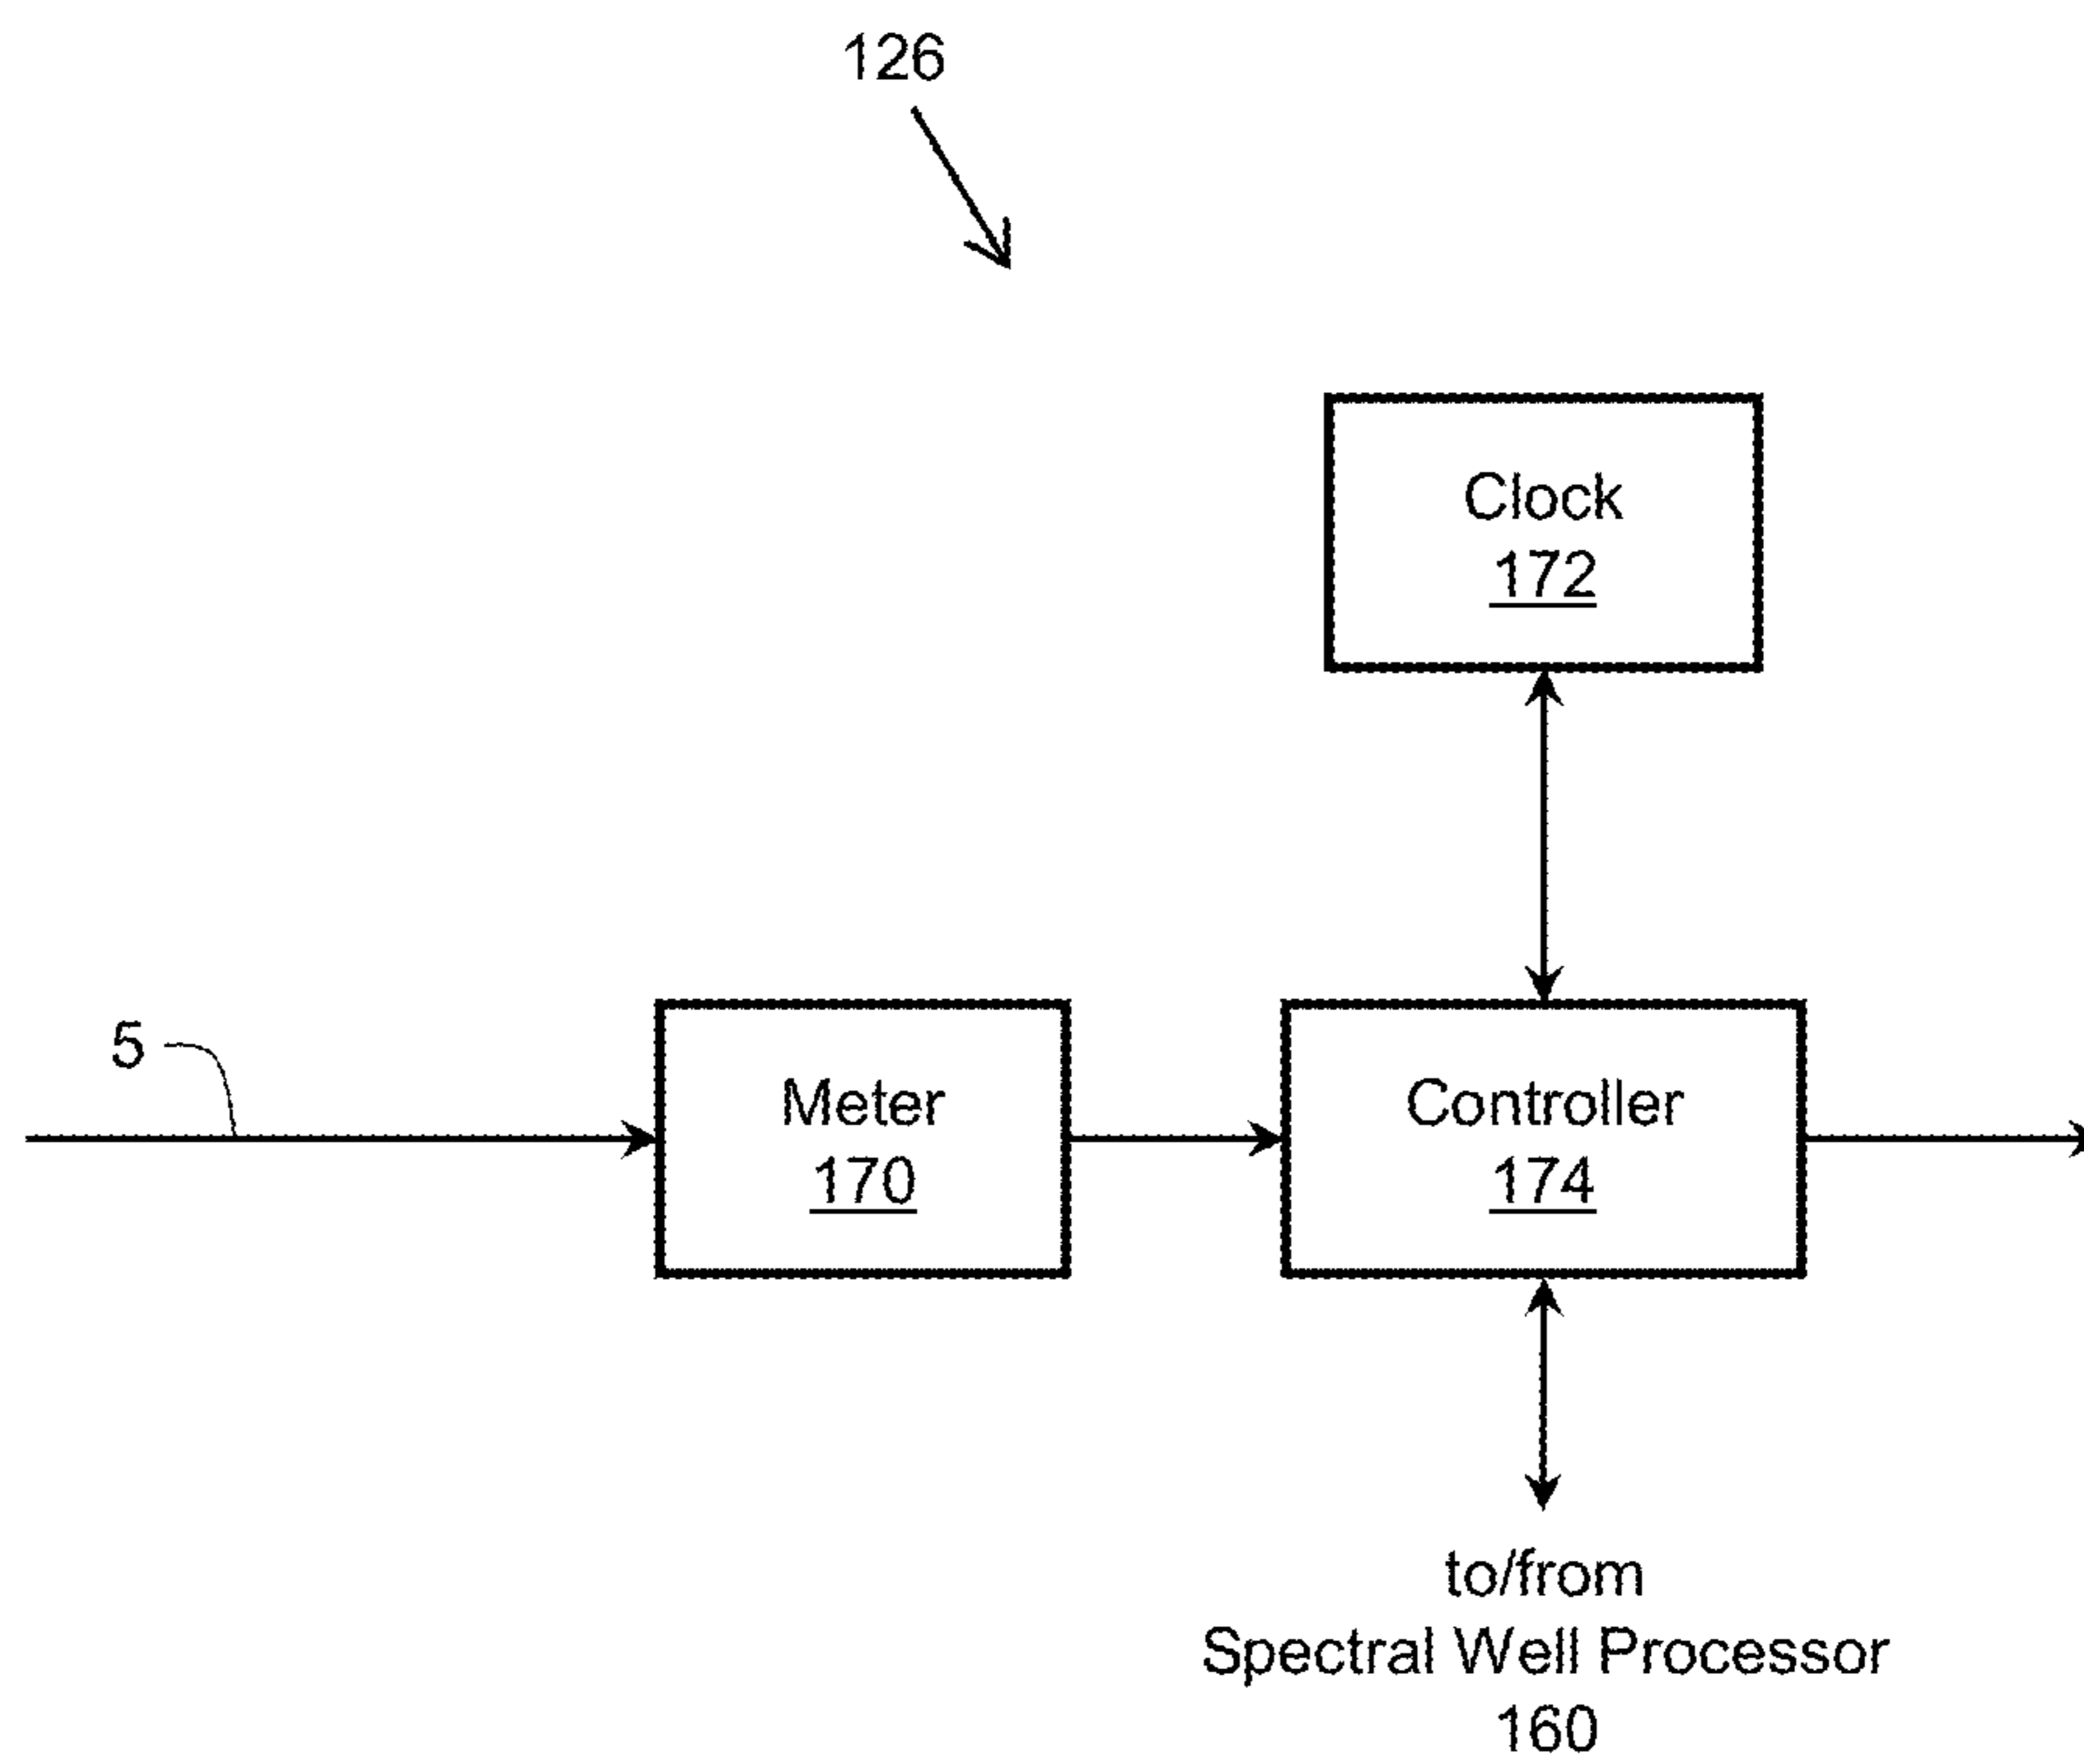 126
Clock
172
5
Meter
170
Controller
174
to/from
Spectral Well Processor
160